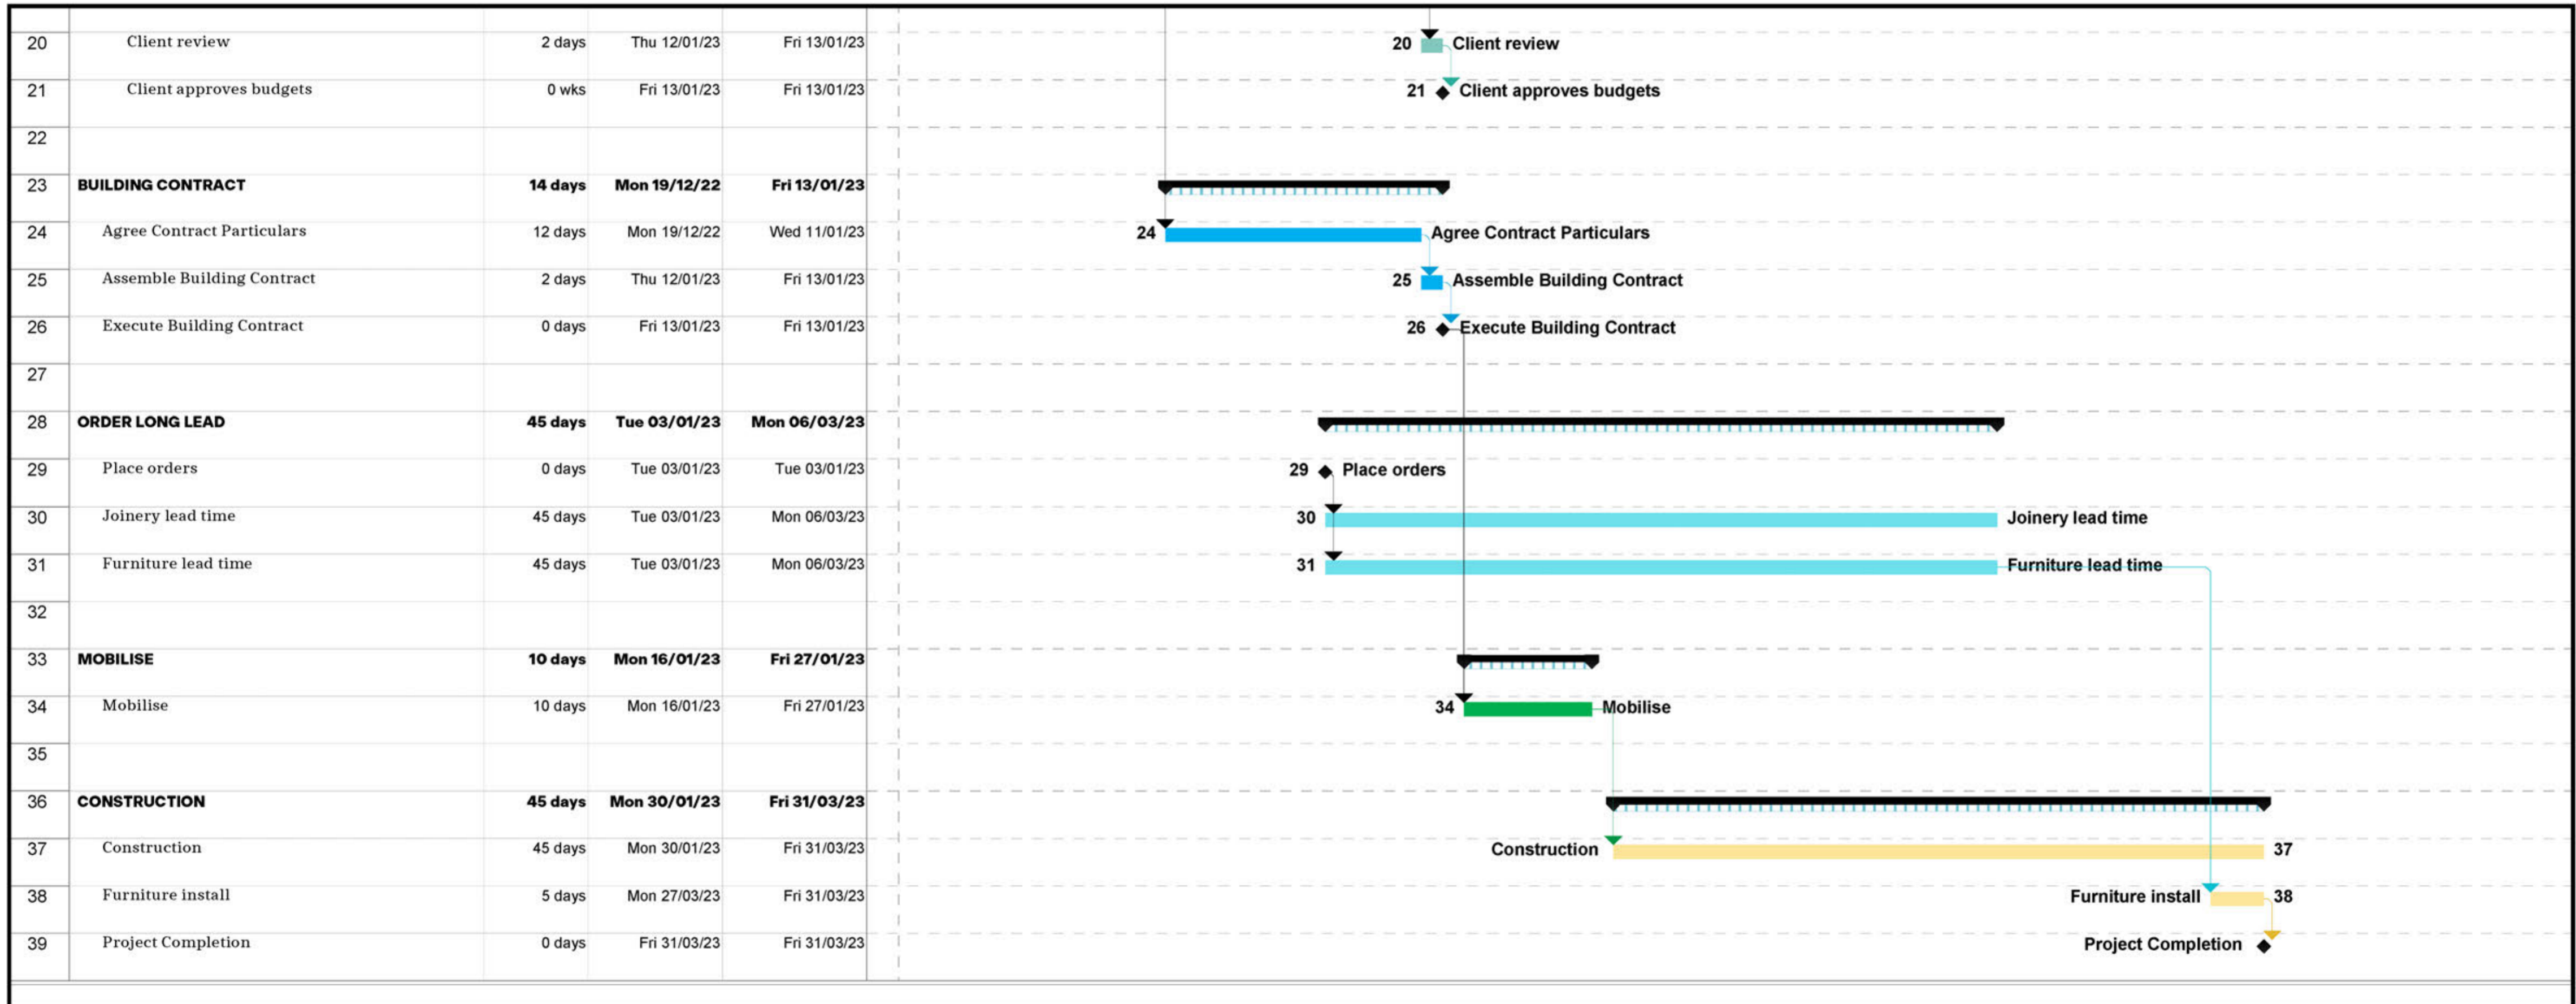 20 Client review 2 days Thu 12/01/23 Fri 13/01/23 20 Client review
21 Client approves budgets 0 wks Fri 13/01/23 Fri 13/01/23 21 Client approves budgets
22
23 BUILDING CONTRACT 14 days Mon 19/12/22 Fri 13/01/23
24 Agree Contract Particulars 12 days Mon 19/12/22 Wed 11/01/23 24 Agree Contract Particulars
25 Assemble Building Contract 2 days Thu 12/01/23 Fri 13/01/23 25 Assemble Building Contract
26 Execute Building Contract 0 days Fri 13/01/23 Fri 13/01/23 26 Execute Building Contract
27
28 ORDER LONG LEAD 45 days Tue 03/01/23 Mon 06/03/23
29 Place orders 0 days Tue 03/01/23 Tue 03/01/23 29 Place orders
30 Joinery lead time 45 days Tue 03/01/23 Mon 06/03/23 30 Joinery lead time
31 Furniture lead time 45 days Tue 03/01/23 Mon 06/03/23 31 Furniture lead time
32
33 MOBILISE 10 days Mon 16/01/23 Fri 27/01/23
34 Mobilise 10 days Mon 16/01/23 Fri 27/01/23 34 Mobilise
35
36 CONSTRUCTION 45 days Mon 30/01/23 Fri 31/03/23
37 Construction 45 days Mon 30/01/23 Fri 31/03/23 Construction 37
38 Furniture install 5 days Mon 27/03/23 Fri 31/03/23 Furniture install 38
39 Project Completion 0 days Fri 31/03/23 Fri 31/03/23 Project Completion